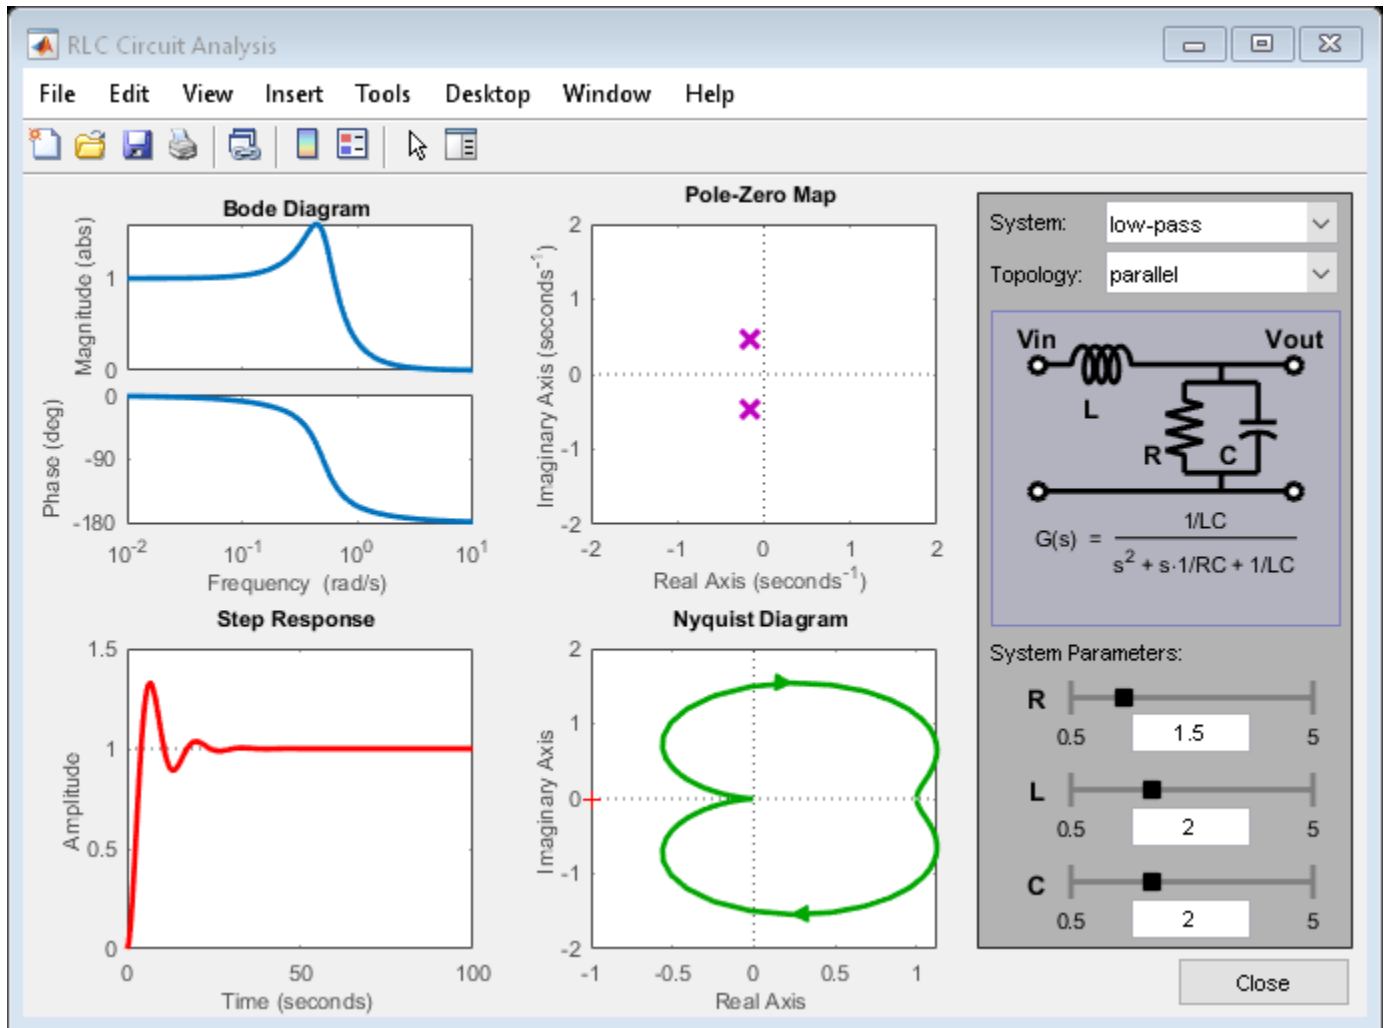 RLC Circuit Analysis
File Edit View Insert Tools Desktop Window Help
Bode Diagram
Magnitude (abs)
1
0
Phase (deg)
0
-90
-180
10^-2 10^-1 10^0 10^1
Frequency (rad/s)
Pole-Zero Map
Imaginary Axis (seconds^-1)
2
1
0
-1
-2
-2 -1 0 1 2
Real Axis (seconds^-1)
Step Response
Amplitude
1.5
1
0.5
0
0 50 100
Time (seconds)
Nyquist Diagram
Imaginary Axis
2
1
0
-1
-2
-1 -0.5 0 0.5 1
Real Axis
System: low-pass
Topology: parallel
Vin Vout
L
R C
G(s) = 1/LC
s^2 + s·1/RC + 1/LC
System Parameters:
R
0.5 1.5 5
L
0.5 2 5
C
0.5 2 5
Close